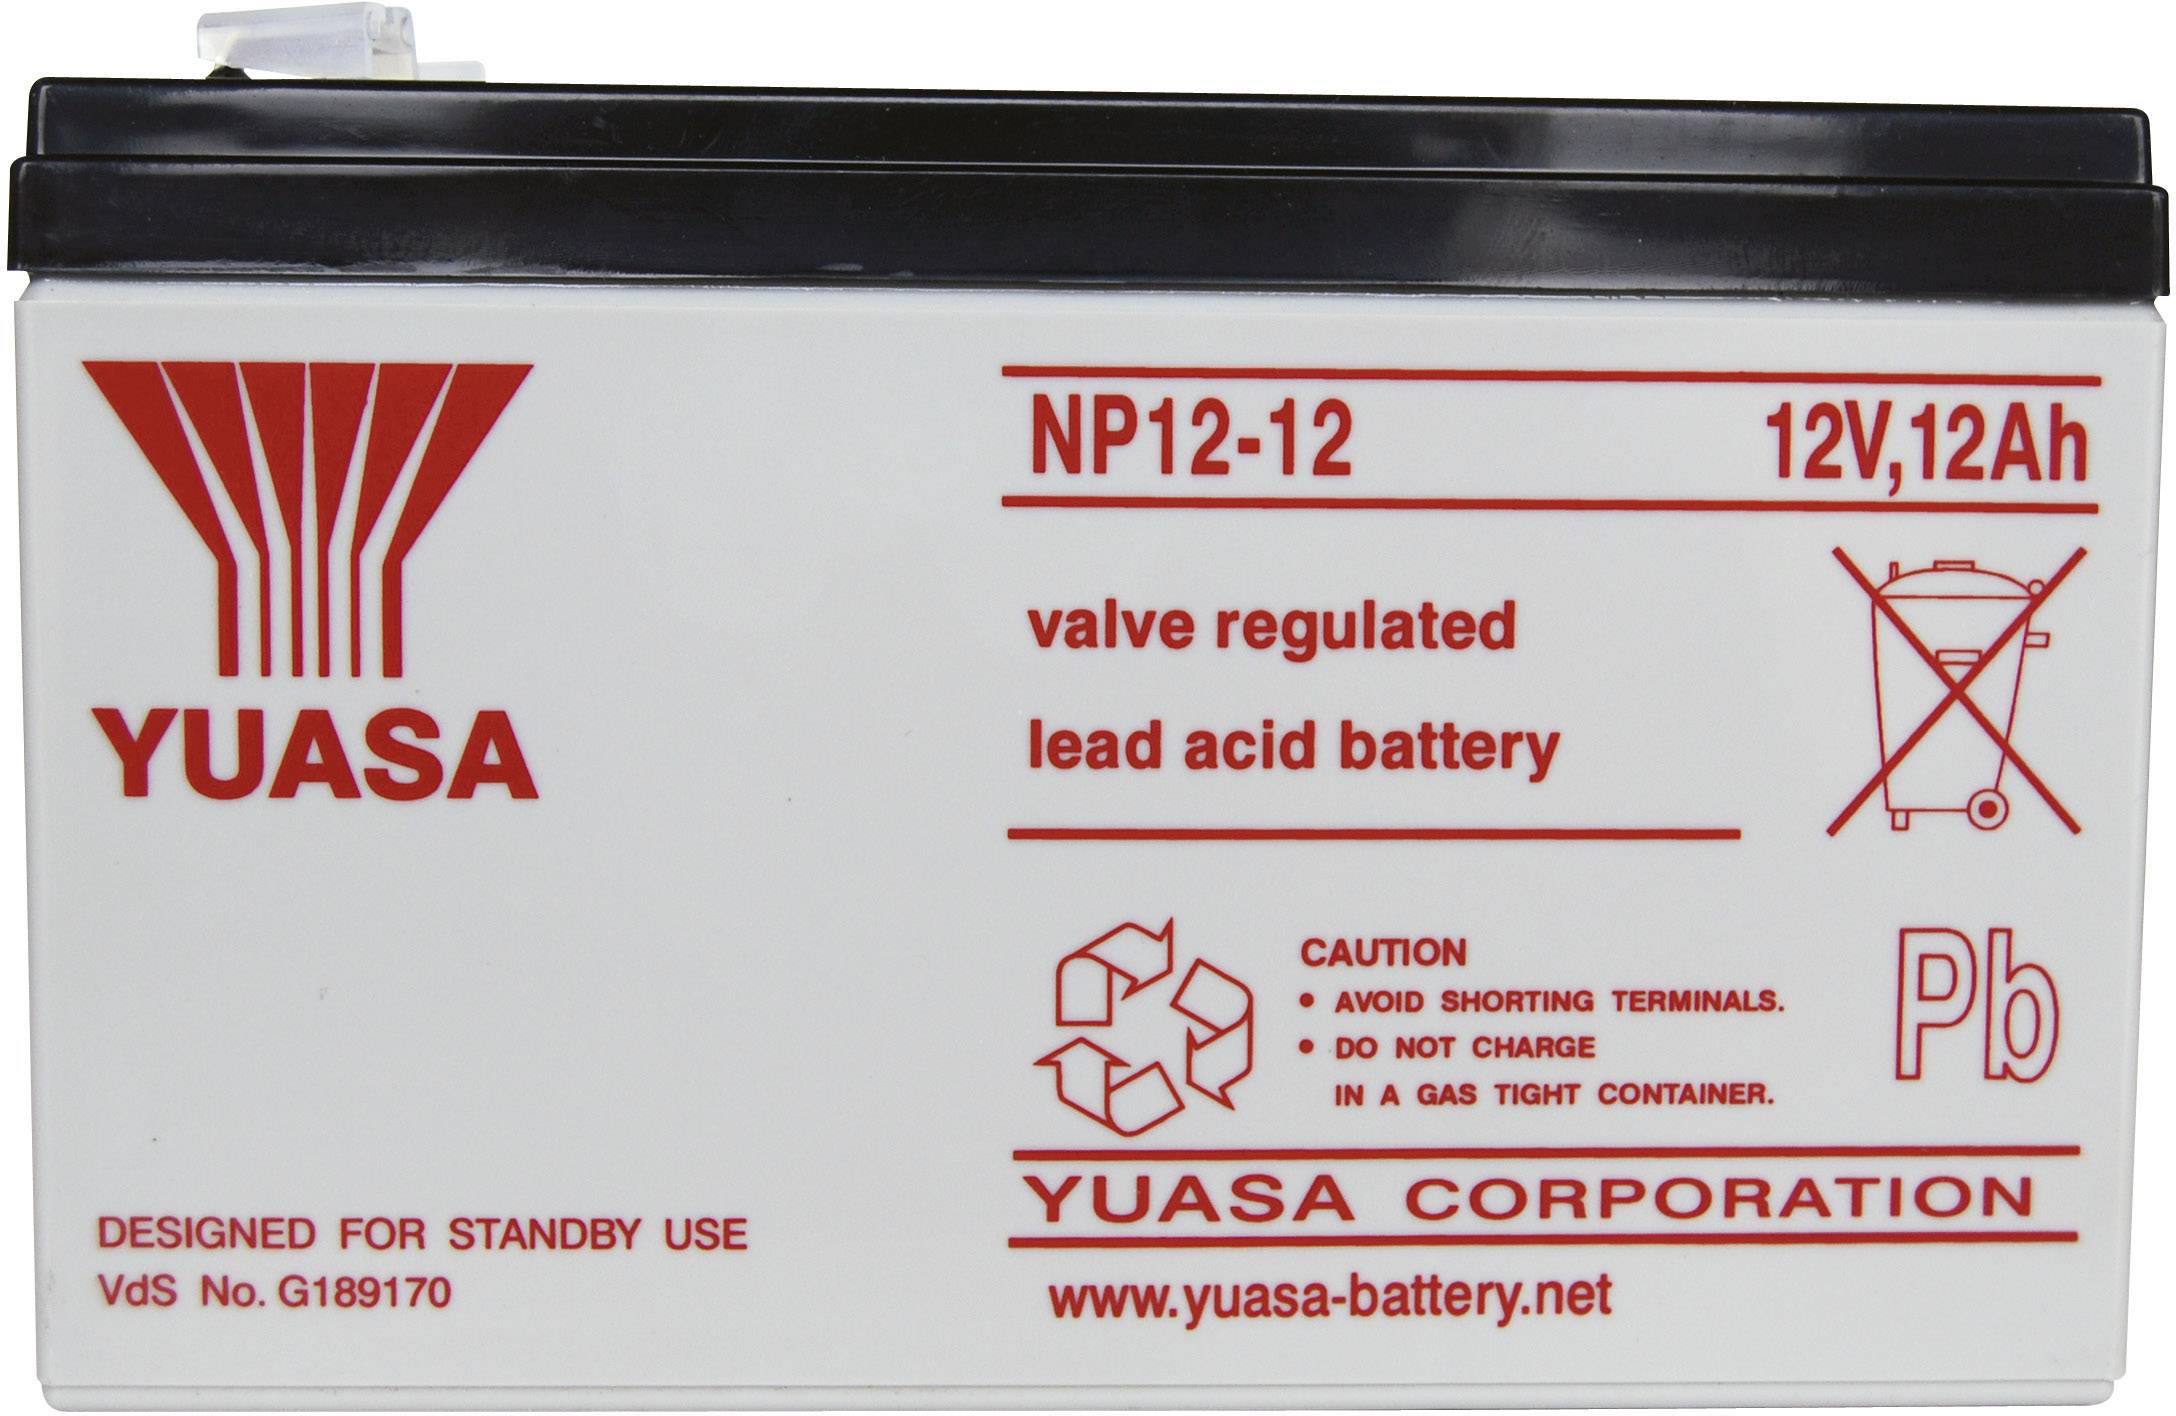 YUASA
DESIGNED FOR STANDBY USE
VdS No. G189170
NP12-12 12V,12Ah
valve regulated
lead acid battery
CAUTION
• AVOID SHORTING TERMINALS.
• DO NOT CHARGE
IN A GAS TIGHT CONTAINER.
Pb
YUASA CORPORATION
www.yuasa-battery.net